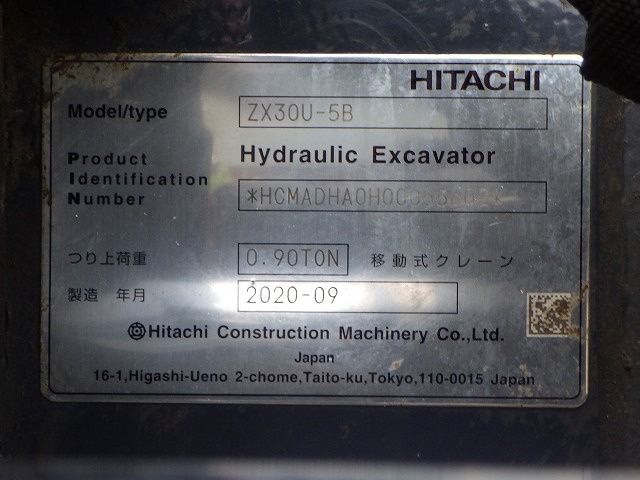 HITACHI
Model/type ZX30U-5B
Product Hydraulic Excavator
Identification
Number
つり上荷重 0.90TON 移動式クレーン
製造 年月 2020-09
Hitachi Construction Machinery Co.,Ltd.
Japan
16-1,Higashi-Ueno 2-chome,Taito-ku,Tokyo,110-0015 Japan